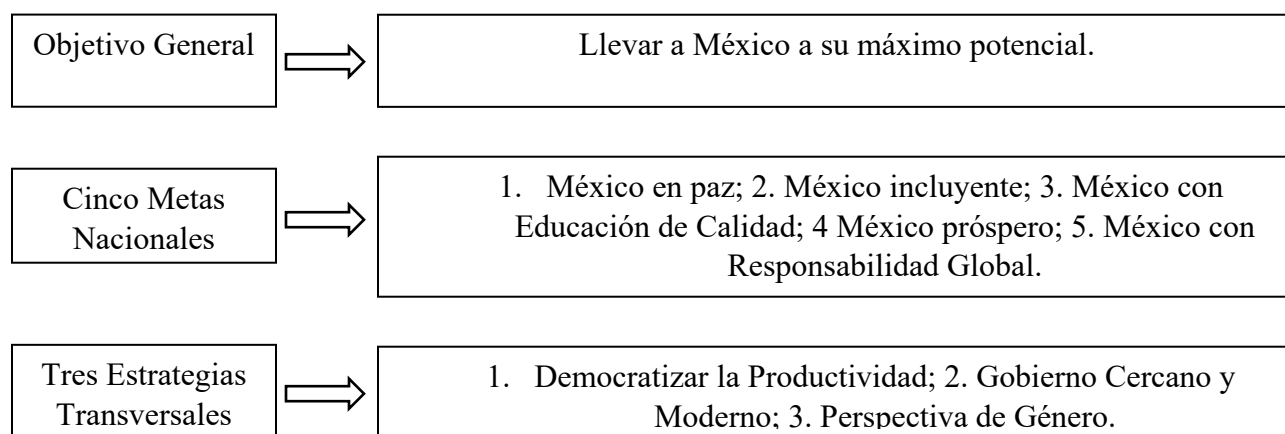 Objetivo General
Llevar a México a su máximo potencial.
Cinco Metas
Nacionales
1. México en paz; 2. México incluyente; 3. México con
Educación de Calidad; 4 México próspero; 5. México con
Responsabilidad Global.
Tres Estrategias
Transversales
1. Democratizar la Productividad; 2. Gobierno Cercano y
Moderno; 3. Perspectiva de Género.